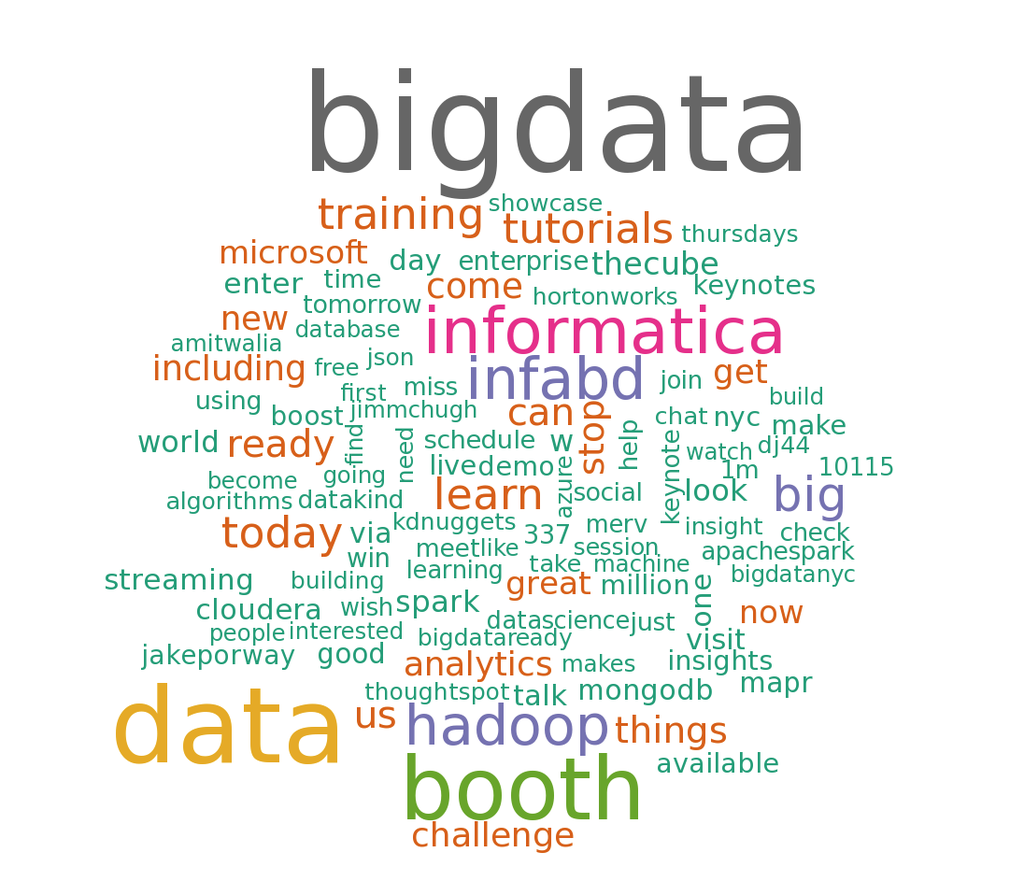 bigdata
training showcase
tutorials thursdays
microsoft day enterprise thecube
enter time come hortonworks keynotes
new tomorrow informatica
amitwalia database
including free json infabd join get
using first miss build
boost jimmchugh can stop chat nyc make
world ready find need schedule w help keynote watch dj44
become going livedemo azure 1m 10115
algorithms datakind learn social look big
today via kdnuggets 337 merv insight check
win meetlike session apachespark
streaming building learning take machine bigdatanyc
great million one
cloudera wish spark now
people interested datascience just
bigdataready visit
jakeporway good analytics makes insights
thoughtspot talk mongodb mapr
data us hadoop things
booth available
challenge